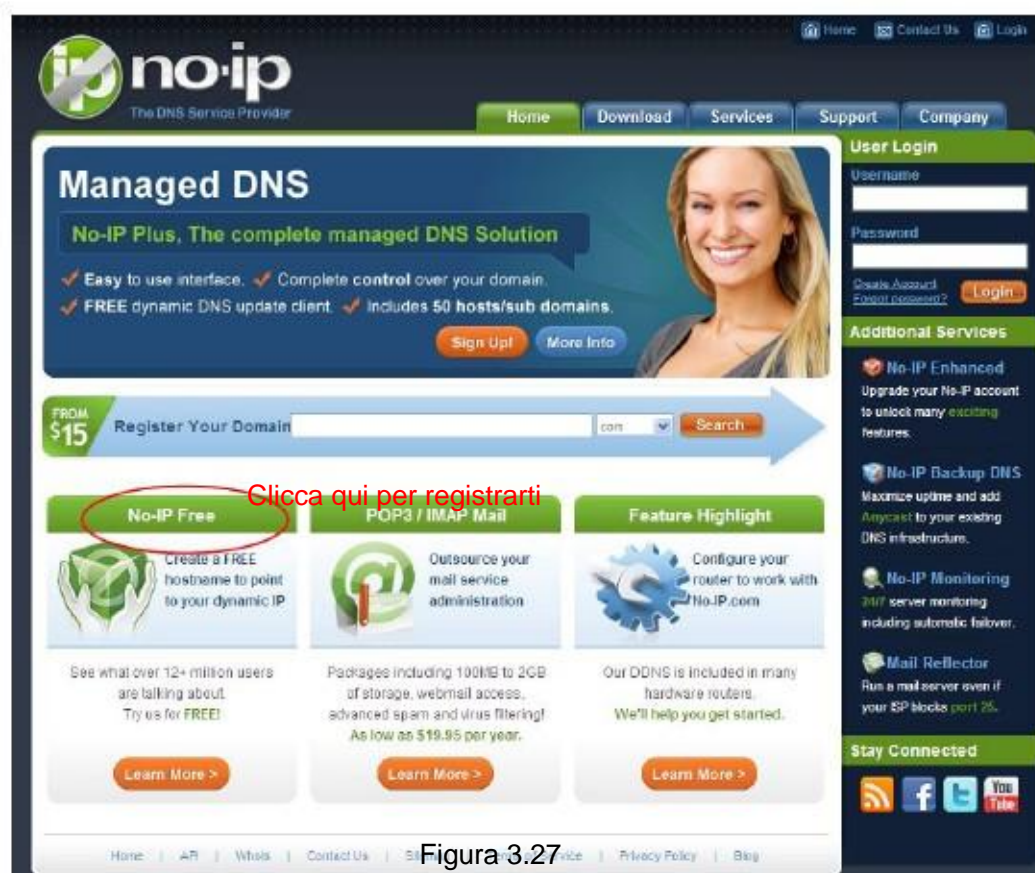 Home Contact Us Login
ip no·ip
The DNS Service Provider
Home Download Services Support Company
Managed DNS
No-IP Plus, The complete managed DNS Solution
Easy to use interface. Complete control over your domain.
FREE dynamic DNS update client. Includes 50 hosts/sub domains.
Sign Up! More Info
User Login
Username
Password
Create Account
Forgot password?
Login
FROM
$15
Register Your Domain
com
Search
Clicca qui per registrarti
No-IP Free
Create a FREE
hostname to point
to your dynamic IP
See what over 12+ million users
are talking about.
Try us for FREE!
Learn More >
POP3 / IMAP Mail
Outsource your
mail service
administration
Packages including 100MB to 2GB
of storage, webmail access,
advanced spam and virus filtering!
As low as $19.95 per year.
Learn More >
Feature Highlight
Configure your
router to work with
No-IP.com
Our DDNS is included in many
hardware routers.
We'll help you get started.
Learn More >
Additional Services
No-IP Enhanced
Upgrade your No-IP account
to unlock many exciting
features.
No-IP Backup DNS
Maximize uptime and add
Anycast to your existing
DNS infrastructure.
No-IP Monitoring
24/7 server monitoring
including automatic failover.
Mail Reflector
Run a mail server even if
your ISP blocks port 25.
Stay Connected
You
Tube
Home | API | Whois | Contact Us | | Service | Privacy Policy | Blog
Figura 3.27